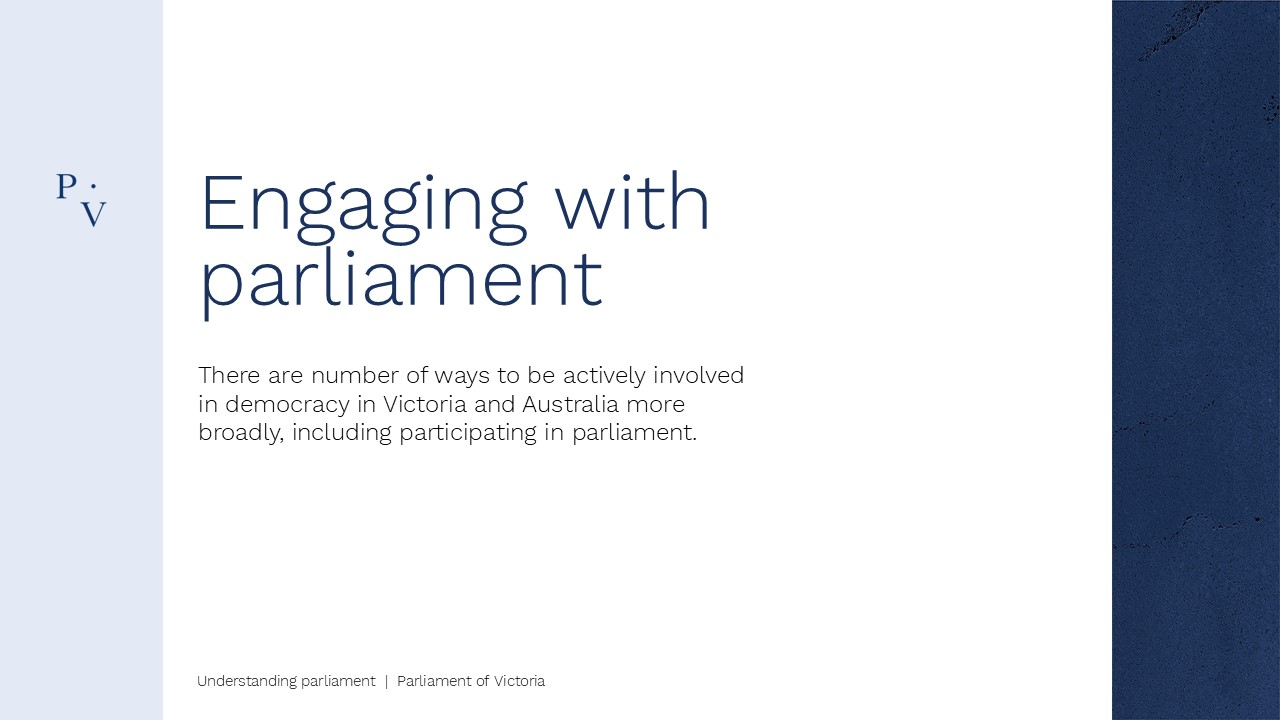 P ·
V
Engaging with
parliament
There are number of ways to be actively involved
in democracy in Victoria and Australia more
broadly, including participating in parliament.
Understanding parliament | Parliament of Victoria